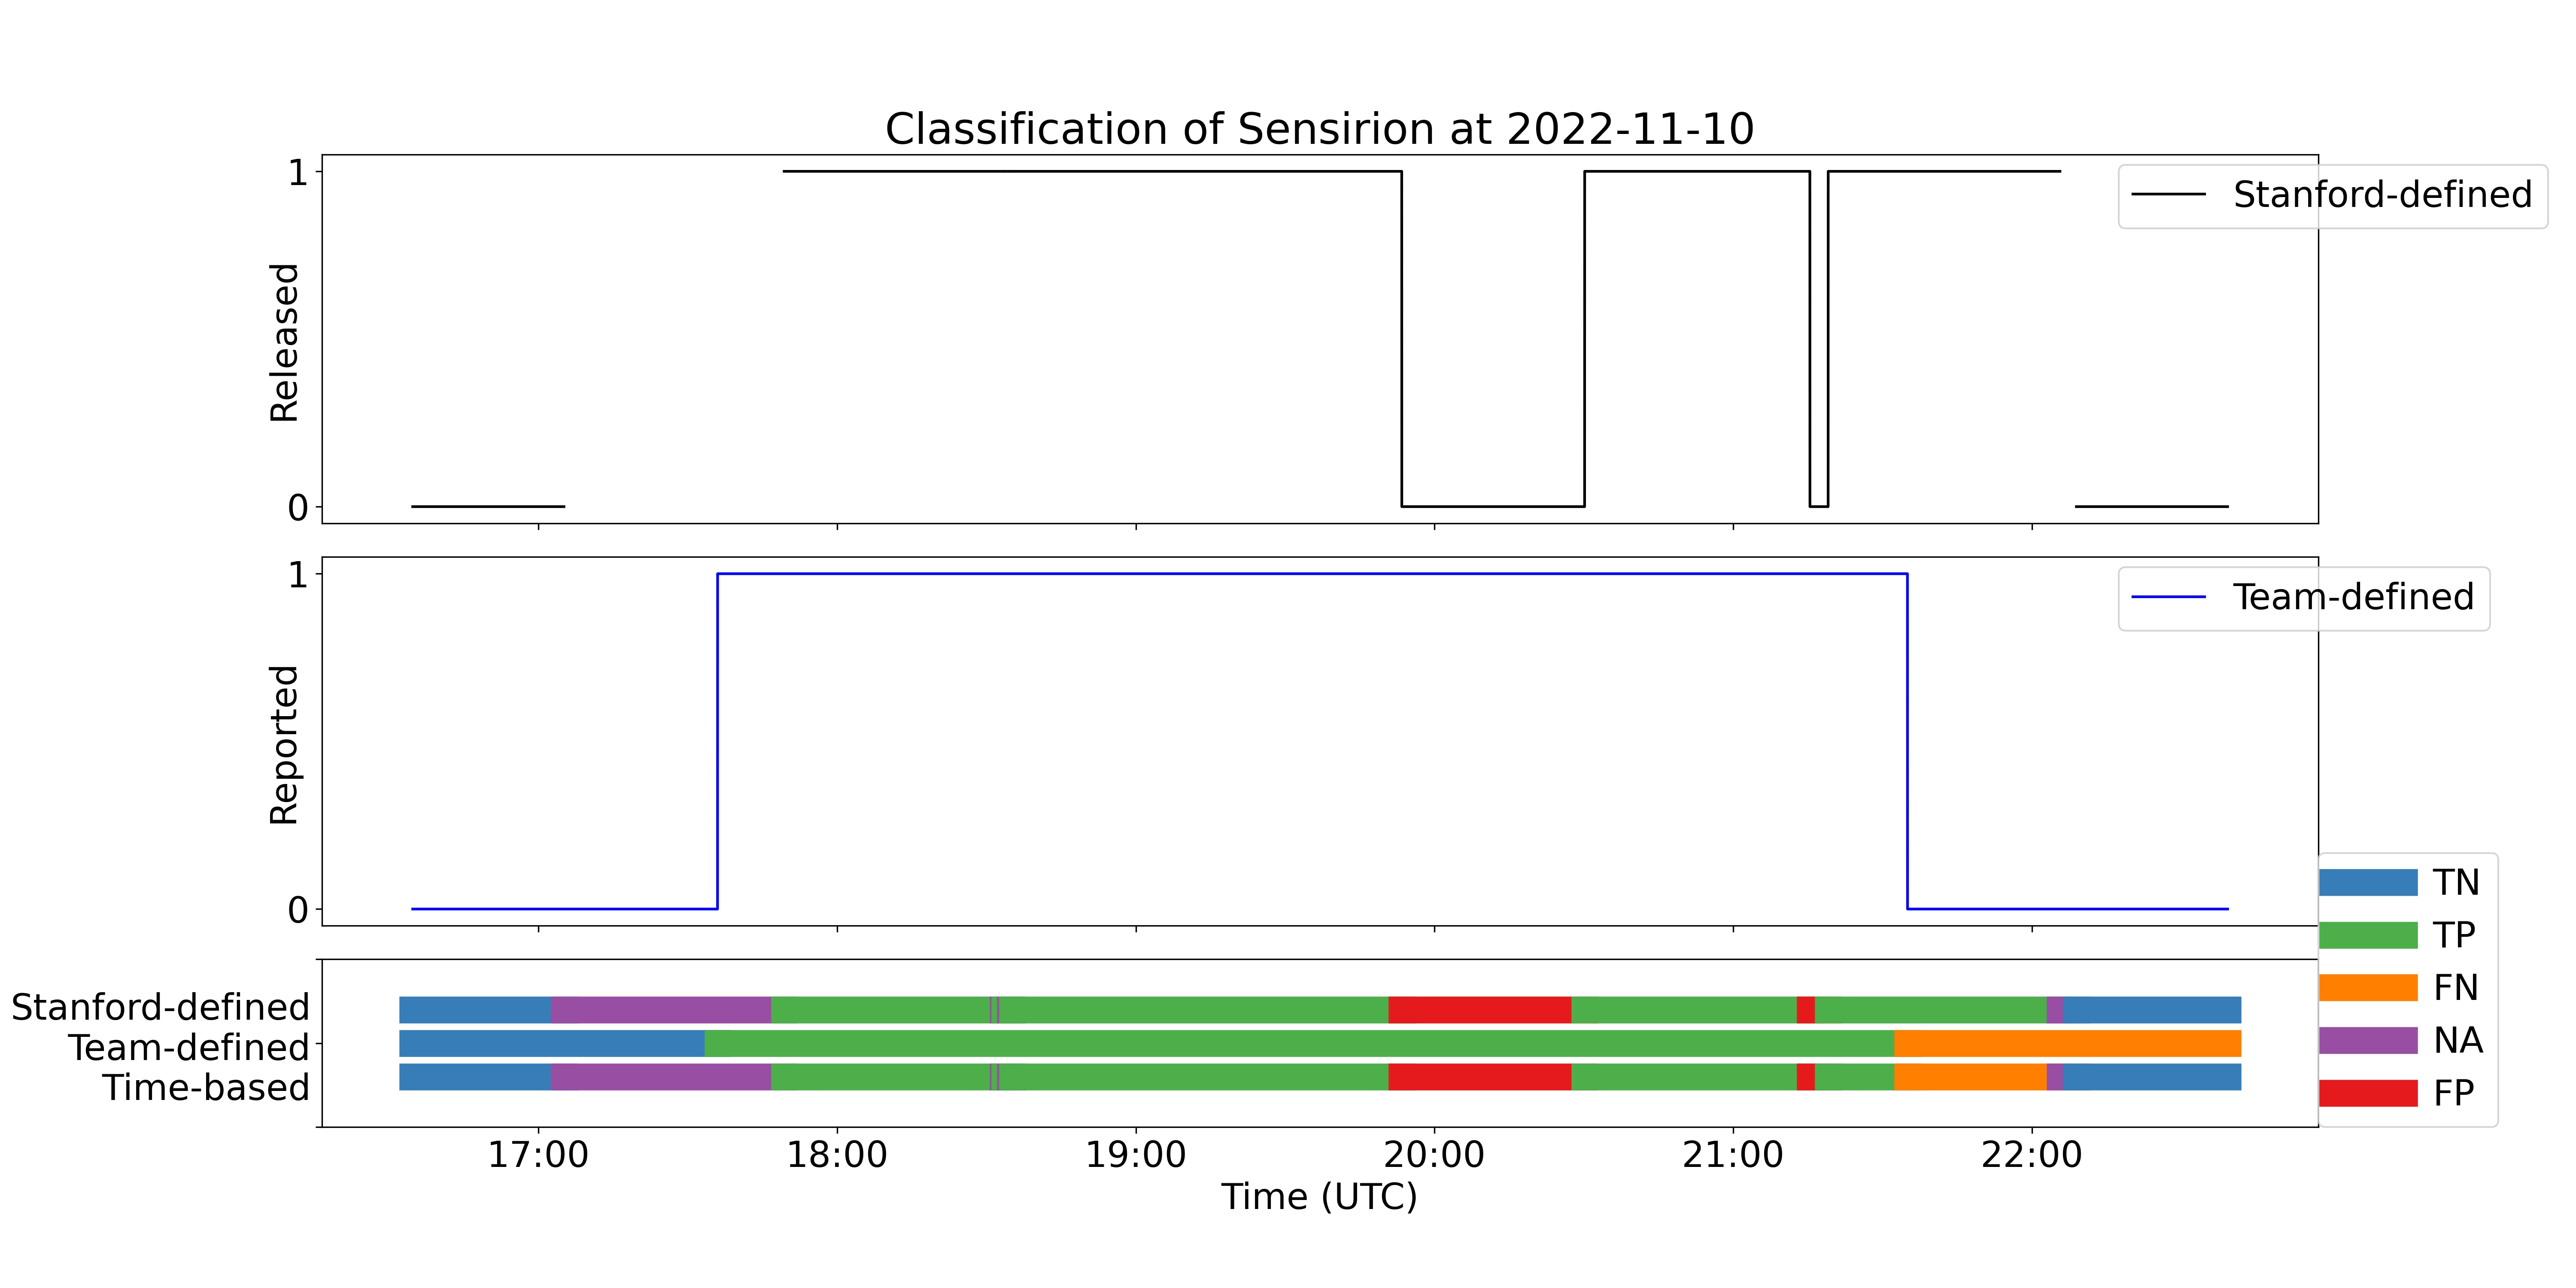 Classification of Sensirion at 2022-11-10
1
0
Released
Stanford-defined
1
0
Reported
Team-defined
TN
TP
FN
NA
FP
Stanford-defined
Team-defined
Time-based
17:00
18:00
19:00
20:00
21:00
22:00
Time (UTC)